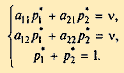 a₁₁p₁* + a₂₁p₂* = ν,
a₁₂p₁* + a₂₂p₂* = ν,
p₁* + p₂* = 1.